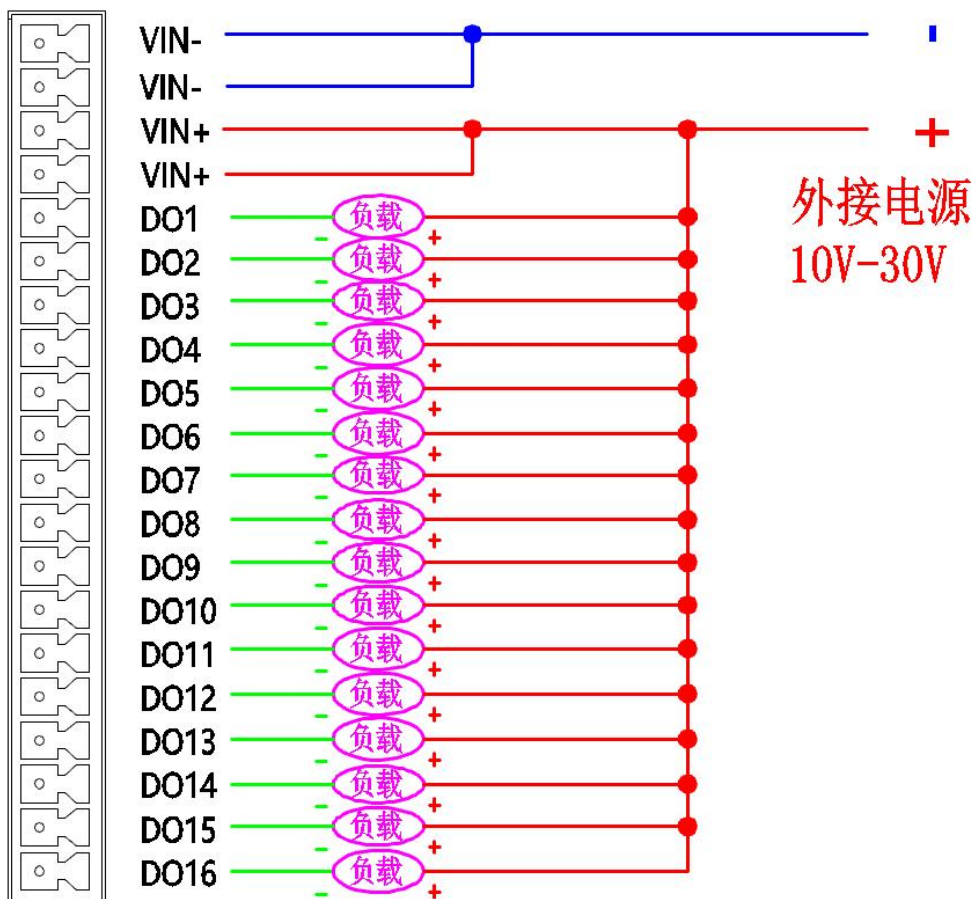 VIN-
-
VIN-
VIN+
+
VIN+
外接电源
10V-30V
DO1 负载
- +
DO2 负载
- +
DO3 负载
- +
DO4 负载
- +
DO5 负载
- +
DO6 负载
- +
DO7 负载
- +
DO8 负载
- +
DO9 负载
- +
DO10 负载
- +
DO11 负载
- +
DO12 负载
- +
DO13 负载
- +
DO14 负载
- +
DO15 负载
- +
DO16 负载
- +